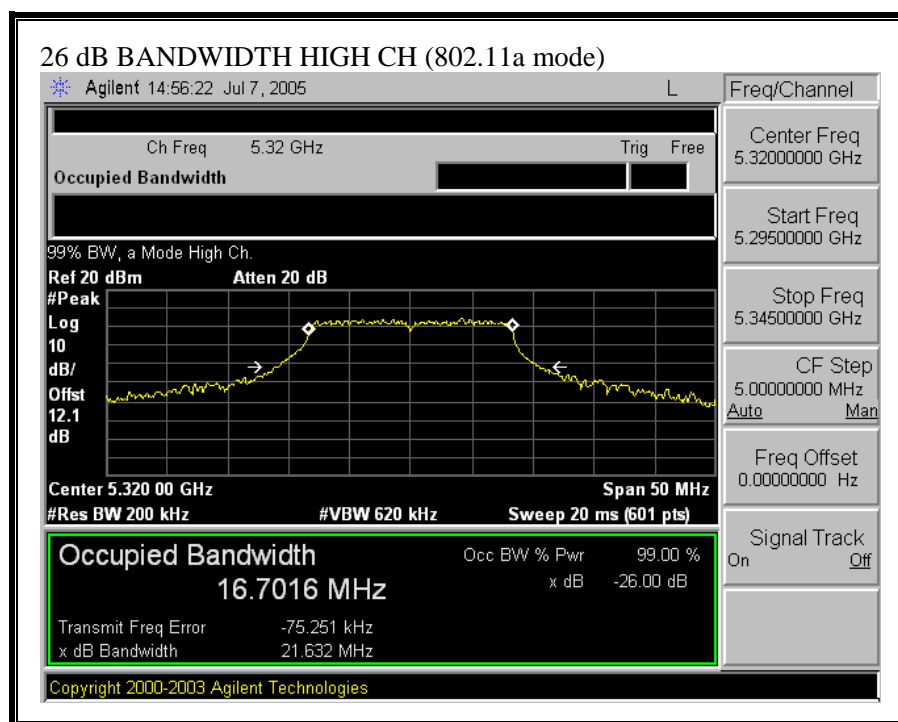 26 dB BANDWIDTH HIGH CH (802.11a mode)
Agilent 14:56:22 Jul 7, 2005 L
Freq/Channel
Ch Freq 5.32 GHz Trig Free
Occupied Bandwidth
Center Freq
5.32000000 GHz
Start Freq
5.29500000 GHz
Stop Freq
5.34500000 GHz
CF Step
5.00000000 MHz
Auto Man
Freq Offset
0.00000000 Hz
Signal Track
On Off
99% BW, a Mode High Ch.
Ref 20 dBm Atten 20 dB
#Peak
Log
10
dB/
Offst
12.1
dB
Center 5.320 00 GHz Span 50 MHz
#Res BW 200 kHz #VBW 620 kHz Sweep 20 ms (601 pts)
Occupied Bandwidth Occ BW % Pwr 99.00 %
16.7016 MHz x dB -26.00 dB
Transmit Freq Error -75.251 kHz
x dB Bandwidth 21.632 MHz
Copyright 2000-2003 Agilent Technologies